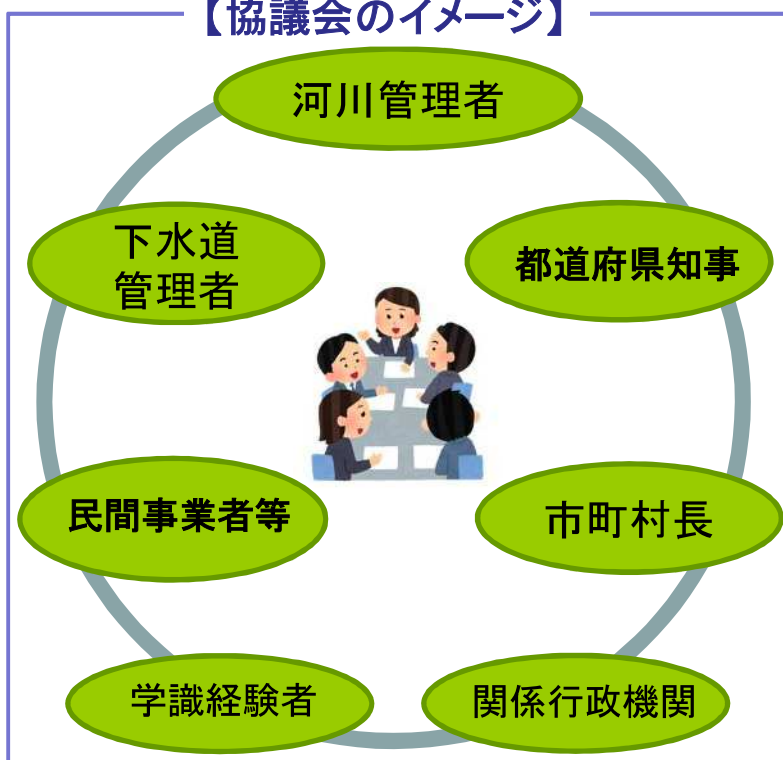 【協議会のイメージ】
河川管理者
下水道
管理者
都道府県知事
民間事業者等
市町村長
学識経験者
関係行政機関